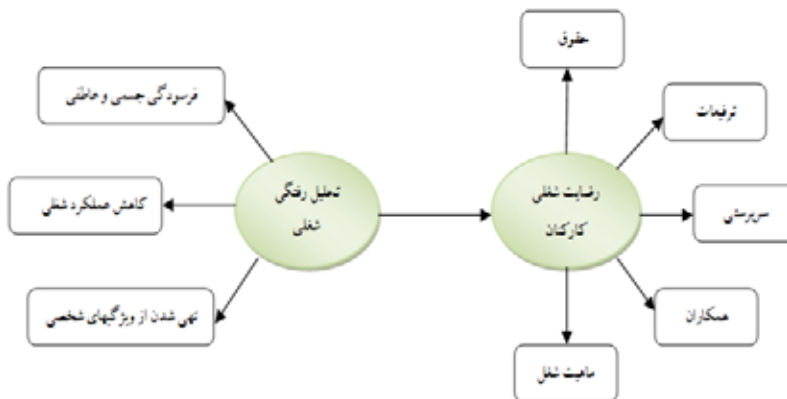 حقوق
ترفیعات
سرپرستی
همکاران
ماهیت شغل
رضایت شغلی
کارکنان
تحلیل رفتگی
شغلی
فرسودگی جسمی و عاطفی
کاهش عملکرد شغلی
تهی شدن از ویژگیهای شخصی